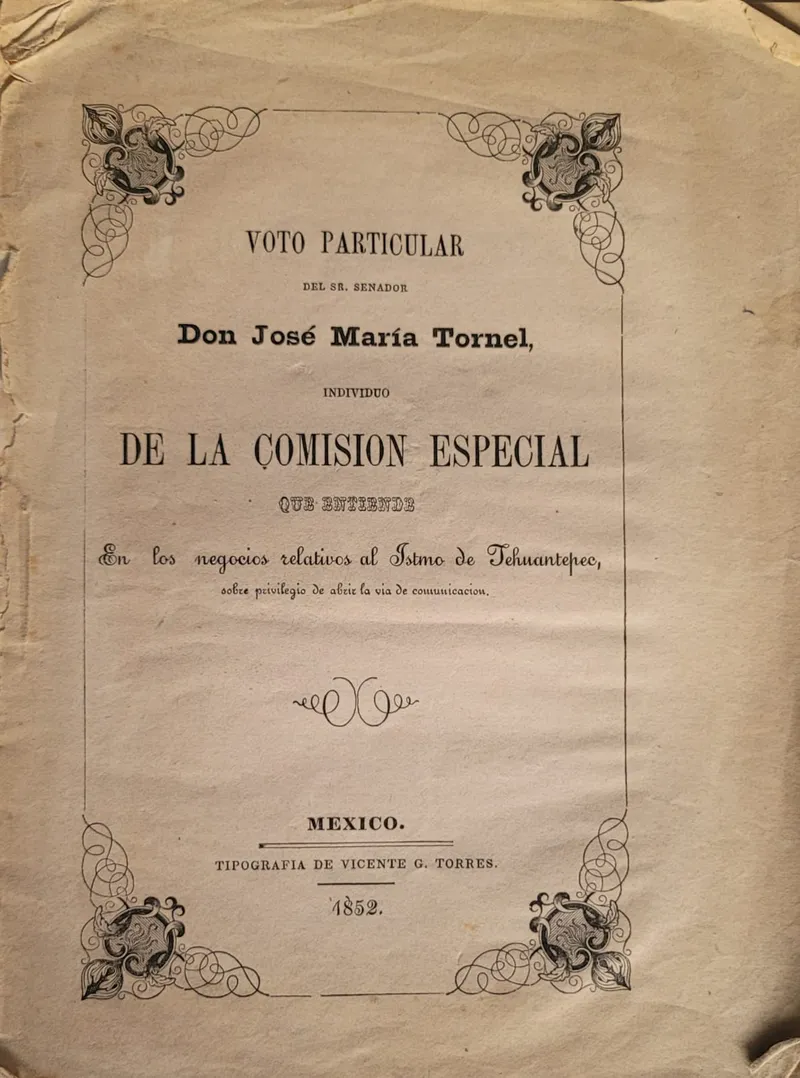 VOTO PARTICULAR
DEL SR. SENADOR
Don José María Tornel,
INDIVIDUO
DE LA COMISION ESPECIAL
QUE ENTIENDE
En los negocios relativos al Istmo de Tehuantepec,
sobre privilegio de abrir la via de comunicacion.
MEXICO.
TIPOGRAFIA DE VICENTE G. TORRES.
1852.